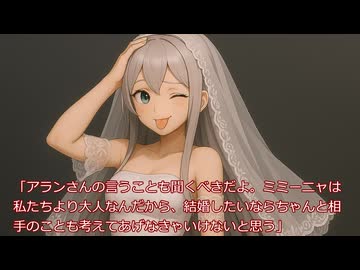 「アランさんの言うことも聞くべきだよ。ミミーニャは
私たちより大人なんだから、結婚したいならちゃんと相
手のことも考えてあげなきゃいけないと思う」